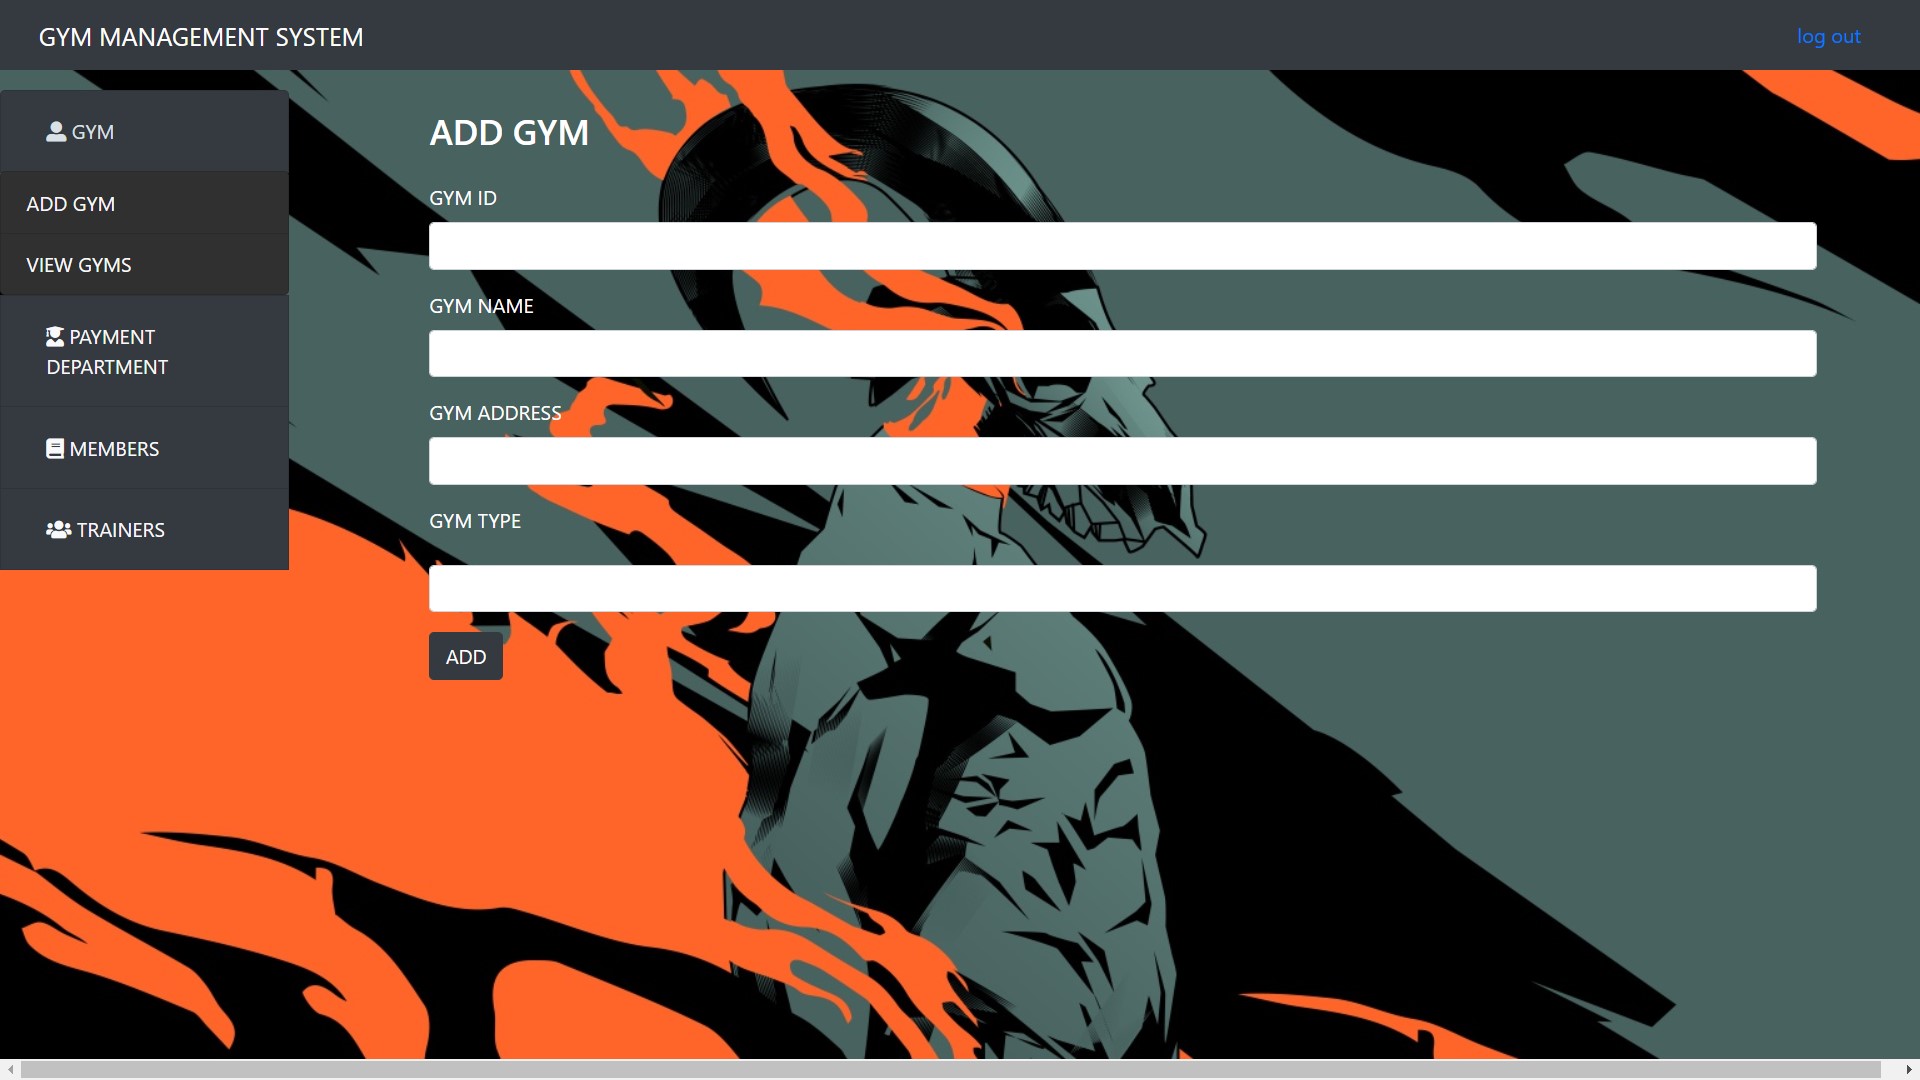 GYM MANAGEMENT SYSTEM
log out
GYM
ADD GYM
VIEW GYMS
PAYMENT
DEPARTMENT
MEMBERS
TRAINERS
ADD GYM
GYM ID
GYM NAME
GYM ADDRESS
GYM TYPE
ADD